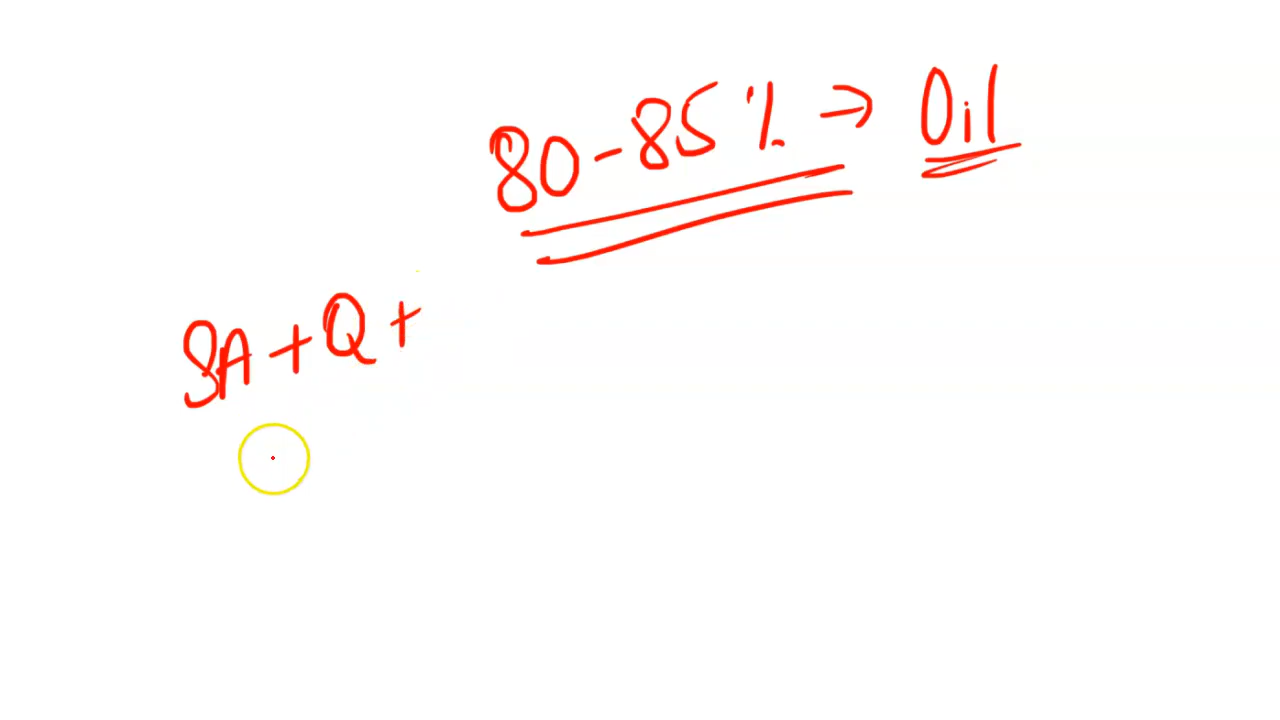 80-85% → Oil
SA + Q +